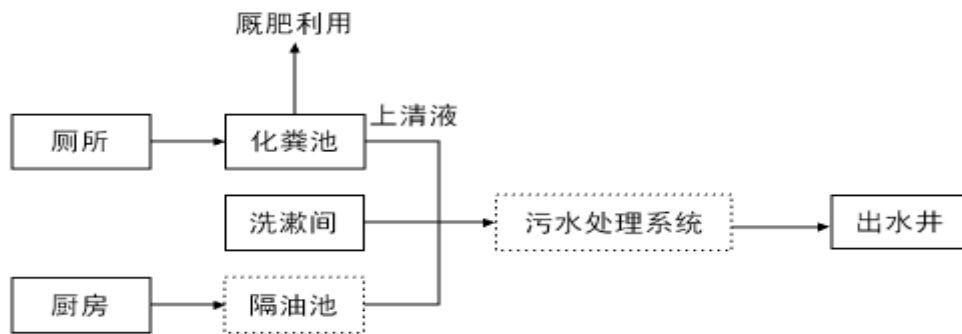 厩肥利用
上清液
厕所
化粪池
洗漱间
污水处理系统
出水井
厨房
隔油池